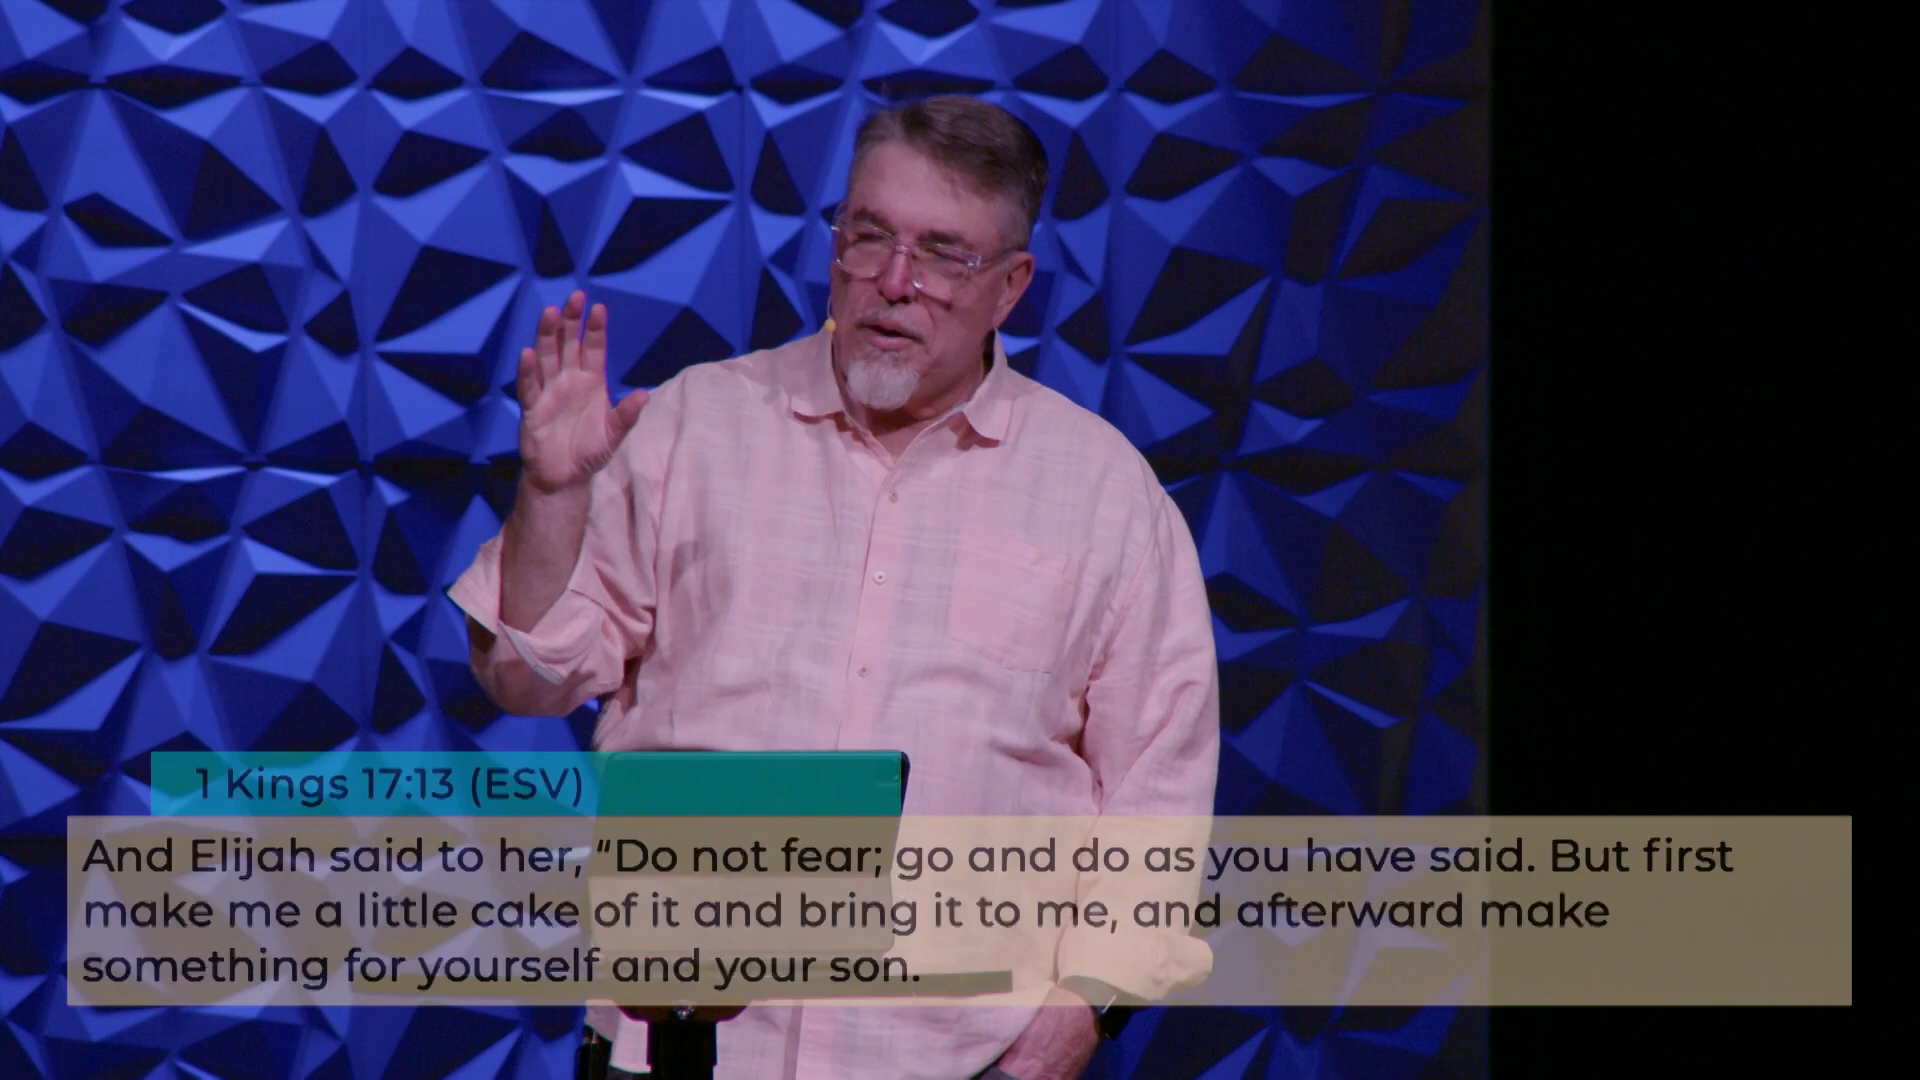 1 Kings 17:13 (ESV)
And Elijah said to her, “Do not fear; go and do as you have said. But first
make me a little cake of it and bring it to me, and afterward make
something for yourself and your son.